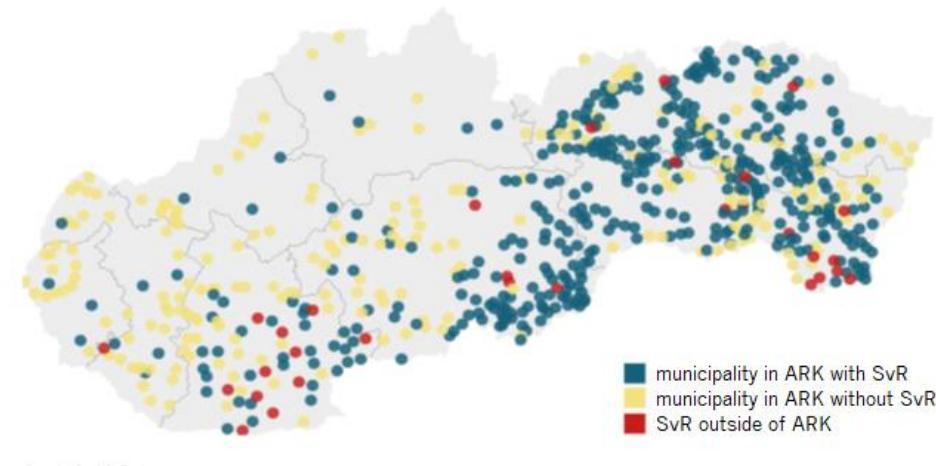 municipality in ARK with SvR
municipality in ARK without SvR
SvR outside of ARK